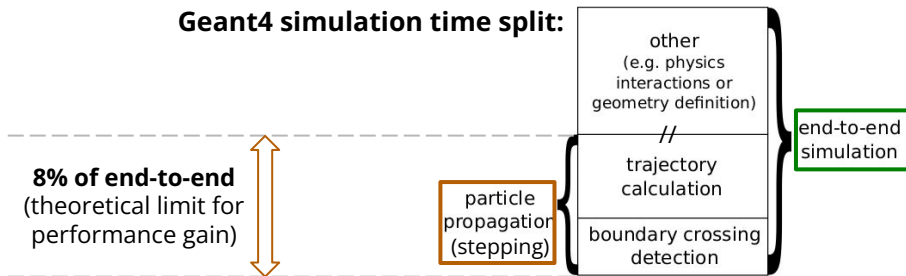 Geant4 simulation time split:
other
(e.g. physics
interactions or
geometry definition)
//
trajectory
calculation
boundary crossing
detection
end-to-end
simulation
particle
propagation
(stepping)
8% of end-to-end
(theoretical limit for
performance gain)